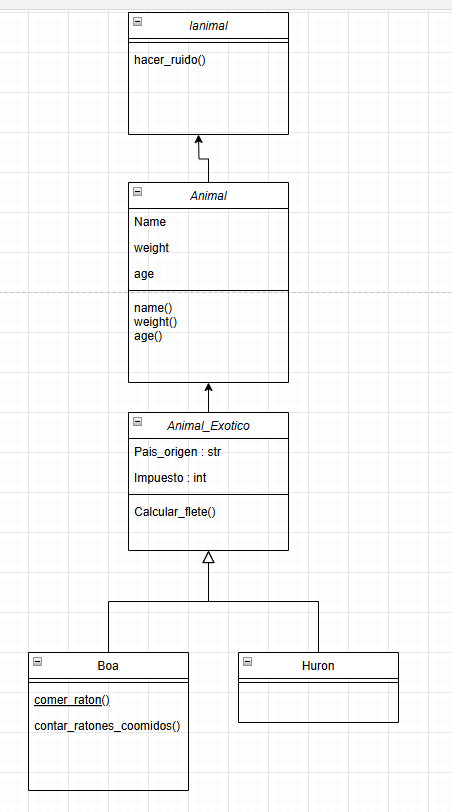 Ianimal
hacer_ruido()
Animal
Name
weight
age
name()
weight()
age()
Animal_Exotico
Pais_origen : str
Impuesto : int
Calcular_flete()
Boa
comer_raton()
contar_ratones_coomidos()
Huron